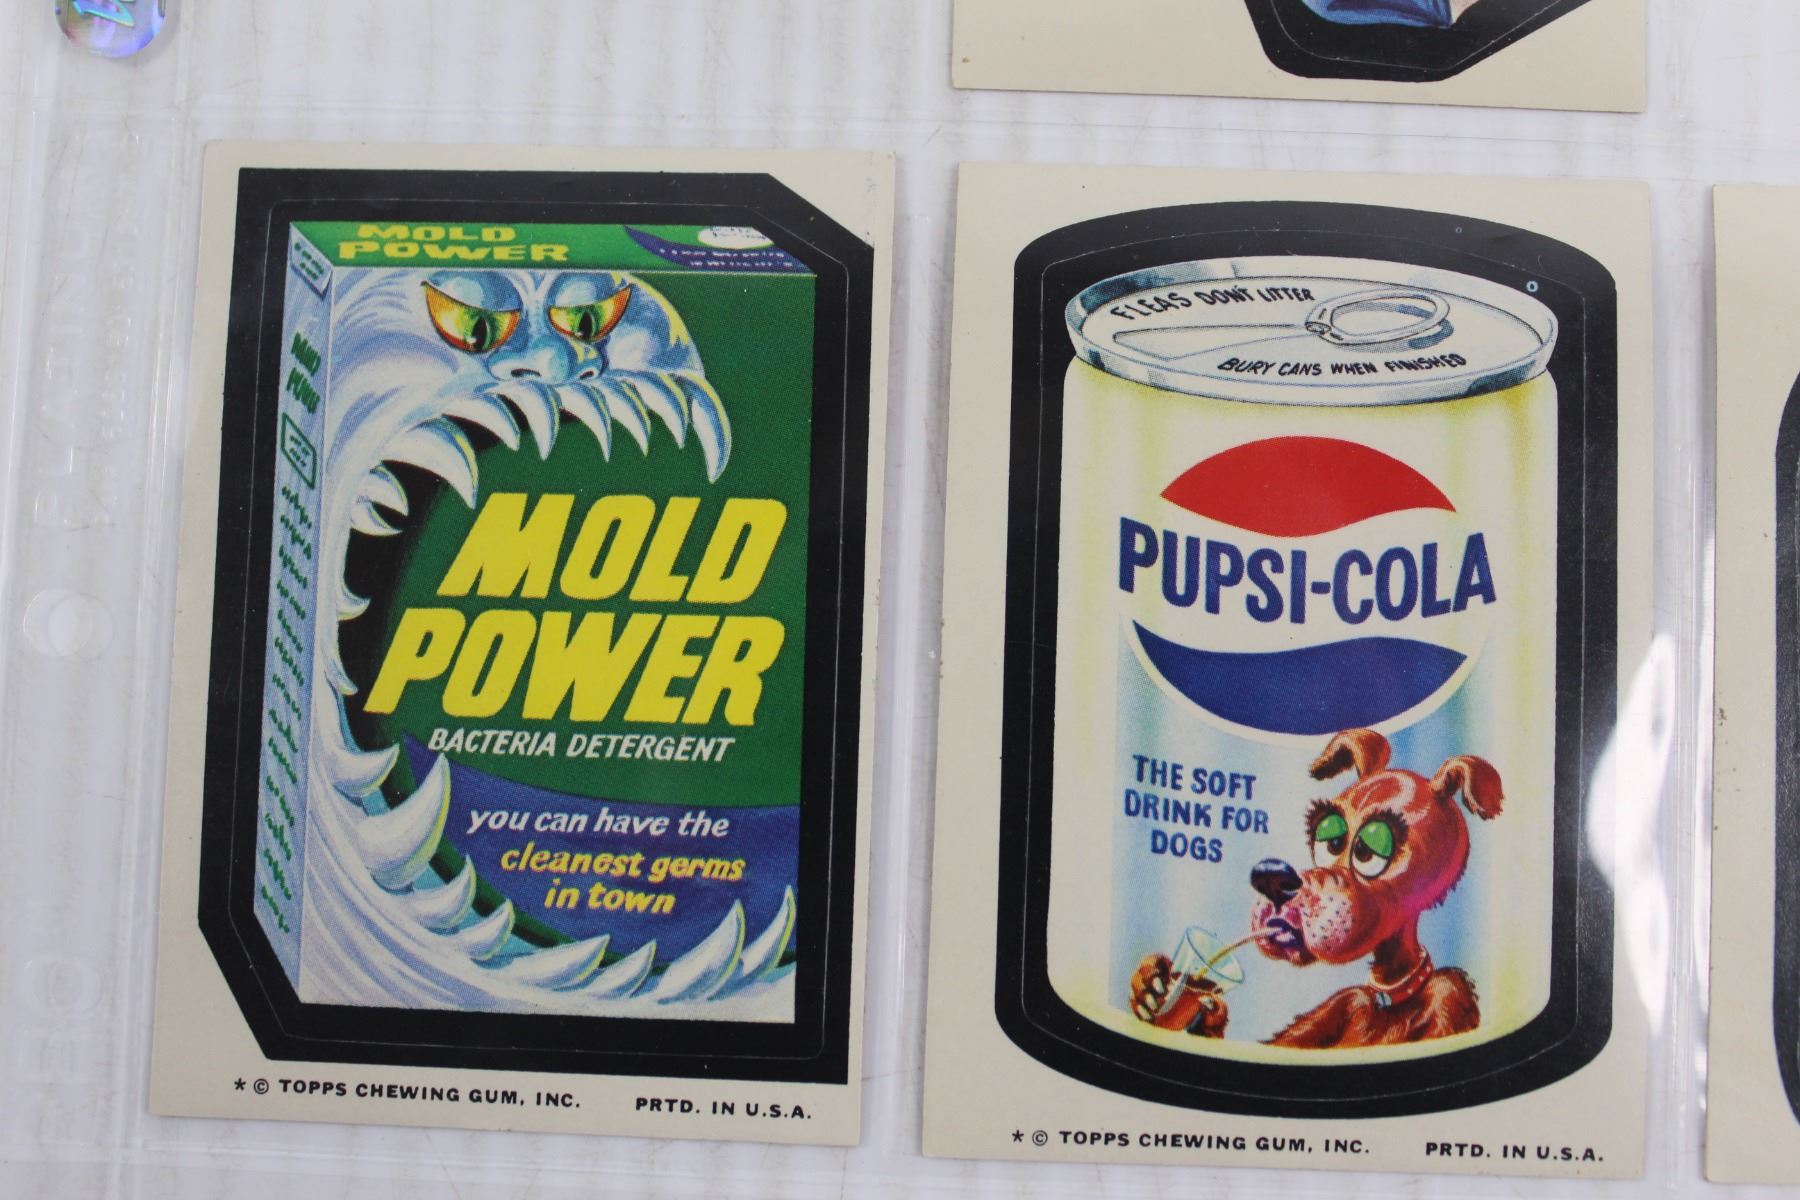 MOLD
POWER
MOLD
POWER
MOLD
POWER
BACTERIA DETERGENT
you can have the
cleanest germs
in town
* © TOPPS CHEWING GUM, INC. PRTD. IN U.S.A.
FLEAS DON'T LITTER
BURY CANS WHEN FINISHED
PUPSI-COLA
THE SOFT
DRINK FOR
DOGS
* © TOPPS CHEWING GUM, INC. PRTD. IN U.S.A.